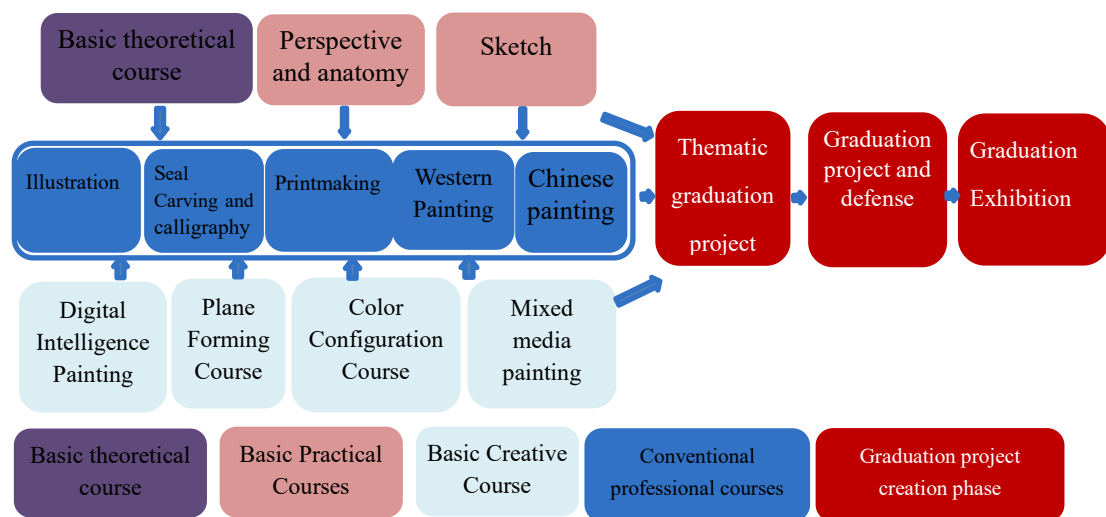 Basic theoretical
course
Perspective
and anatomy
Sketch
Illustration
Seal
Carving and
calligraphy
Printmaking
Western
Painting
Chinese
painting
Thematic
graduation
project
Graduation
project and
defense
Graduation
Exhibition
Digital
Intelligence
Painting
Plane
Forming
Course
Color
Configuration
Course
Mixed
media
painting
Basic theoretical
course
Basic Practical
Courses
Basic Creative
Course
Conventional
professional courses
Graduation project
creation phase